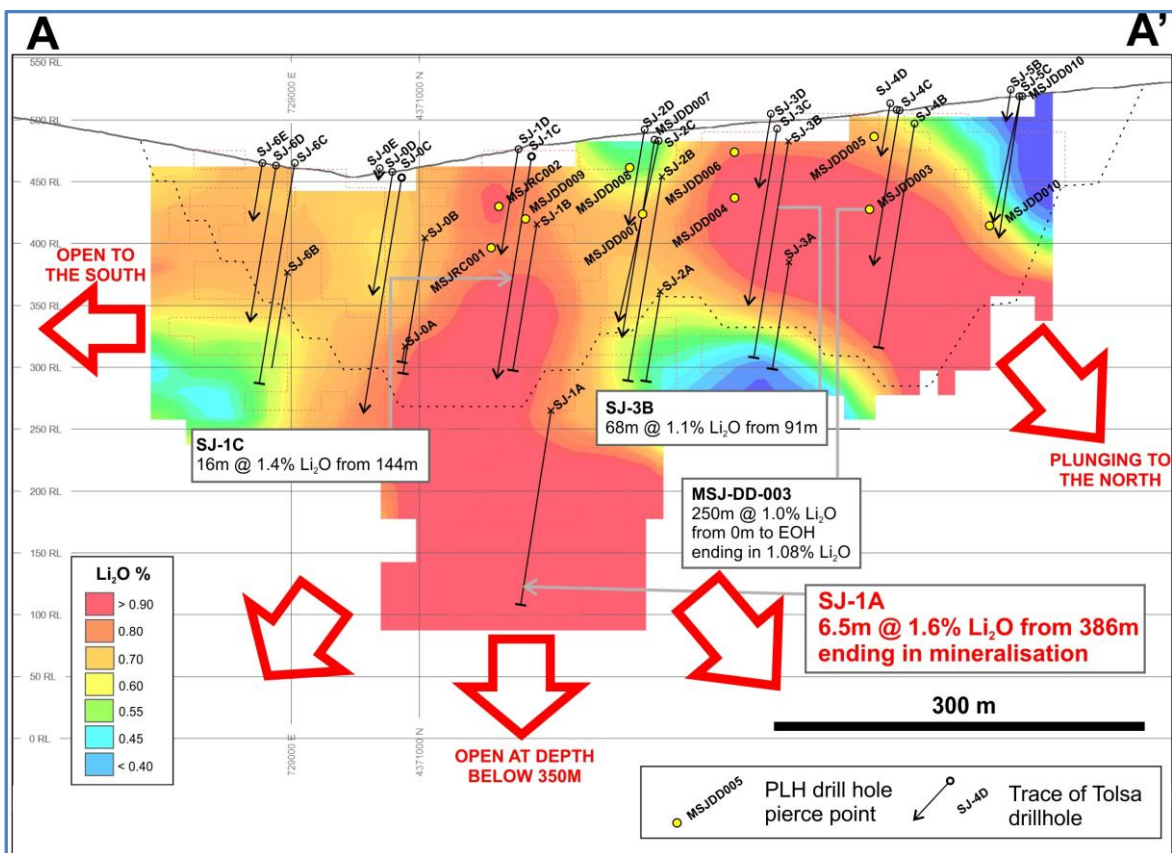 A
A'
550 RL
500 RL
450 RL
400 RL
350 RL
300 RL
250 RL
200 RL
150 RL
100 RL
50 RL
0 RL
729000 E
4371000 N
729000 E
4371000 N
SJ-6E
SJ-6D
SJ-6C
SJ-6B
SJ-0E
SJ-0D
SJ-0C
SJ-0B
SJ-0A
SJ-1D
SJ-1C
SJ-1B
SJ-1A
MSJRC002
MSJDD009
MSJRC001
SJ-2D
MSJDD007
SJ-2C
SJ-2B
SJ-2A
MSJDD008
MSJDD007
MSJDD006
MSJDD004
SJ-3D
SJ-3C
SJ-3B
SJ-3A
SJ-4D
SJ-4C
SJ-4B
MSJDD005
MSJDD003
SJ-5B
SJ-5C
MSJDD010
MSJDD010
OPEN TO
THE SOUTH
PLUNGING TO
THE NORTH
OPEN AT DEPTH
BELOW 350M
SJ-1C
16m @ 1.4% Li₂O from 144m
SJ-3B
68m @ 1.1% Li₂O from 91m
MSJ-DD-003
250m @ 1.0% Li₂O
from 0m to EOH
ending in 1.08% Li₂O
SJ-1A
6.5m @ 1.6% Li₂O from 386m
ending in mineralisation
Li₂O %
> 0.90
0.80
0.70
0.60
0.55
0.45
< 0.40
300 m
MSJDD005
PLH drill hole
pierce point
SJ-4D
Trace of Tolsa
drillhole